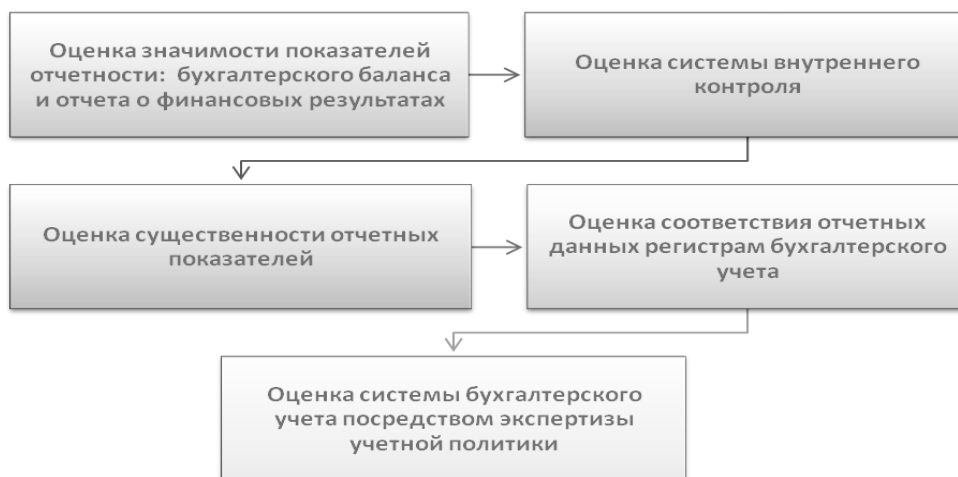 Оценка значимости показателей
отчетности: бухгалтерского баланса
и отчета о финансовых результатах
Оценка системы внутреннего
контроля
Оценка существенности отчетных
показателей
Оценка соответствия отчетных
данных регистрам бухгалтерского
учета
Оценка системы бухгалтерского
учета посредством экспертизы
учетной политики